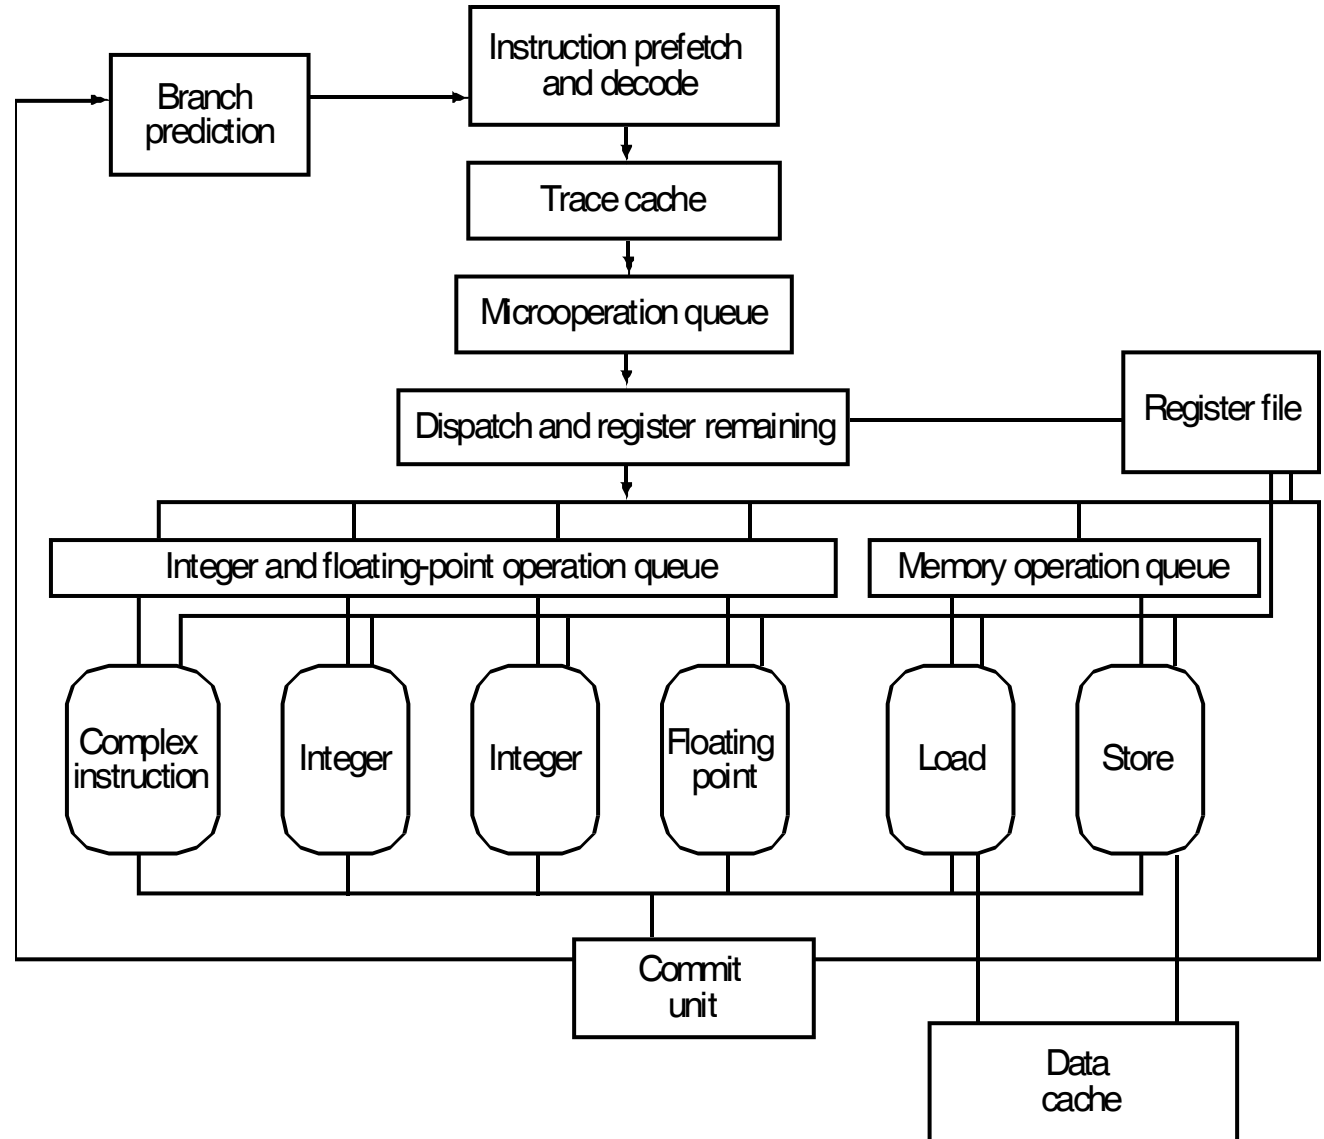 Instruction prefetch
and decode
Branch
prediction
Trace cache
Microoperation queue
Dispatch and register remaining
Register file
Integer and floating-point operation queue
Memory operation queue
Complex
instruction
Integer
Integer
Floating
point
Load
Store
Commit
unit
Data
cache